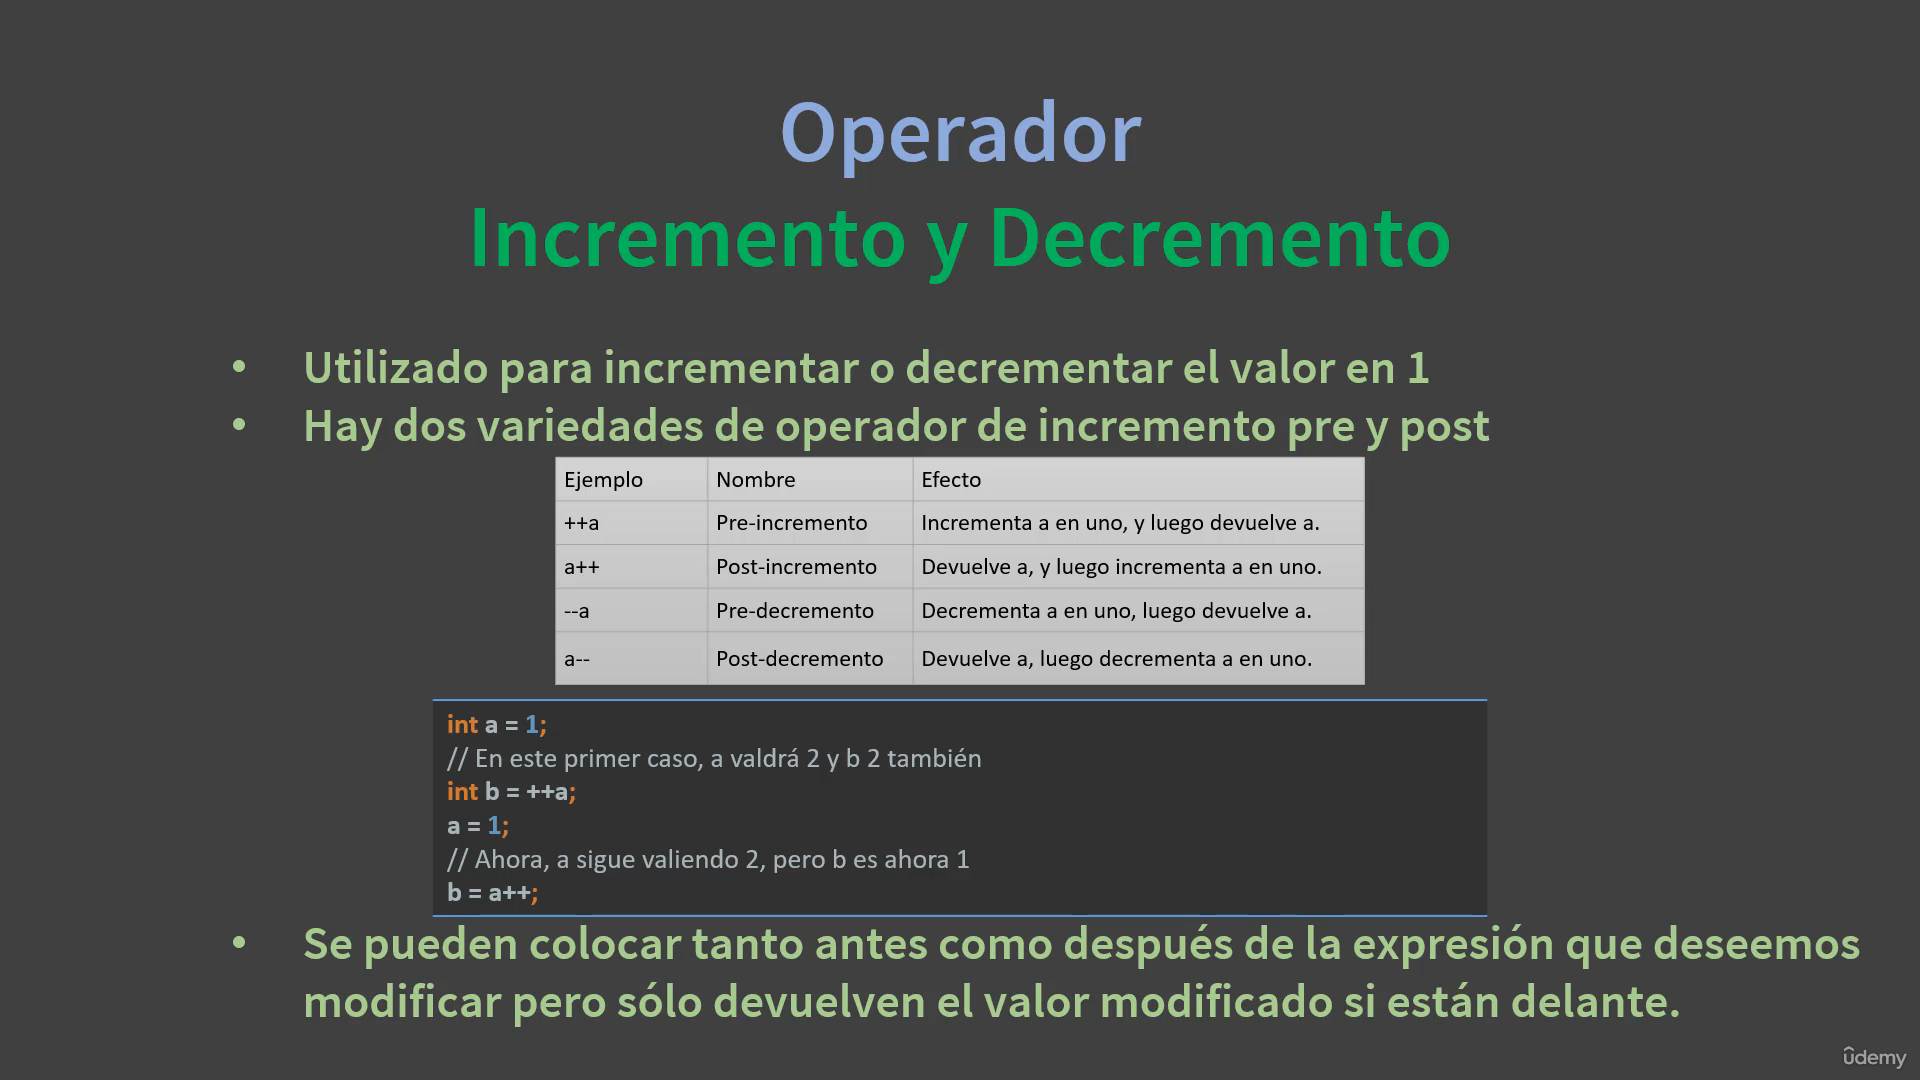 Operador
Incremento y Decremento
• Utilizado para incrementar o decrementar el valor en 1
• Hay dos variedades de operador de incremento pre y post
Ejemplo Nombre Efecto
++a Pre-incremento Incrementa a en uno, y luego devuelve a.
a++ Post-incremento Devuelve a, y luego incrementa a en uno.
--a Pre-decremento Decrementa a en uno, luego devuelve a.
a-- Post-decremento Devuelve a, luego decrementa a en uno.
int a = 1;
// En este primer caso, a valdrá 2 y b 2 también
int b = ++a;
a = 1;
// Ahora, a sigue valiendo 2, pero b es ahora 1
b = a++;
• Se pueden colocar tanto antes como después de la expresión que deseemos
modificar pero sólo devuelven el valor modificado si están delante.
ûdemy